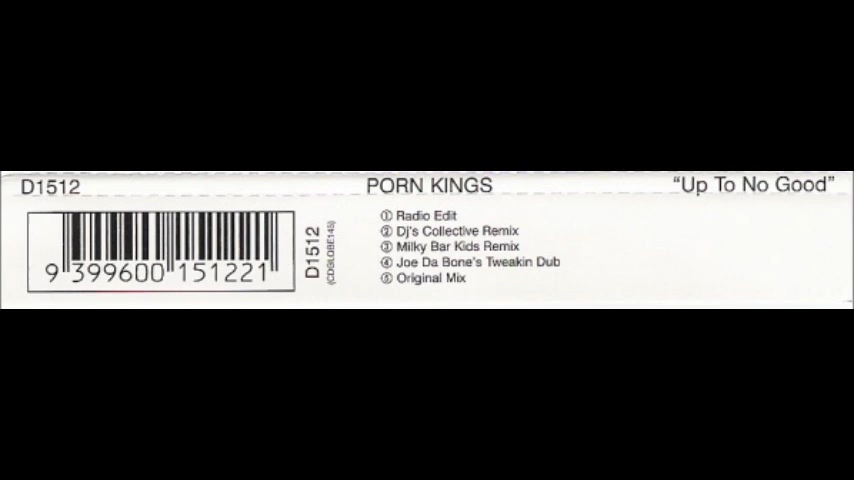 D1512 PORN KINGS "Up To No Good"
① Radio Edit
② Dj's Collective Remix
③ Milky Bar Kids Remix
④ Joe Da Bone's Tweakin Dub
⑤ Original Mix
9 399600 151221
D1512
(CDGLOBE145)